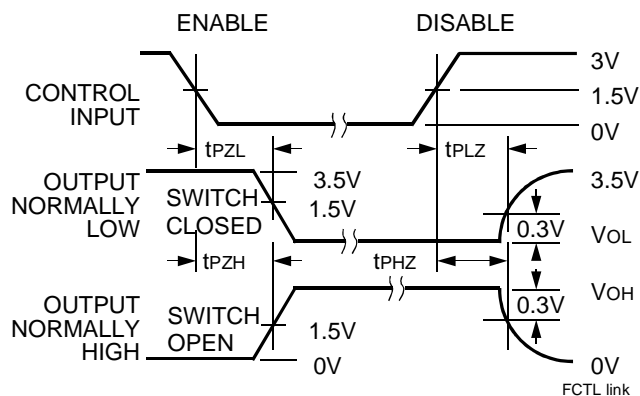 ENABLE DISABLE
3V
CONTROL
INPUT
1.5V
0V
tPZL tPLZ
OUTPUT
NORMALLY
LOW
SWITCH
CLOSED
3.5V
1.5V
3.5V
0.3V
VOL
tPZH tPHZ
OUTPUT
NORMALLY
HIGH
SWITCH
OPEN
1.5V
0V
0.3V
VOH
0V
FCTL link